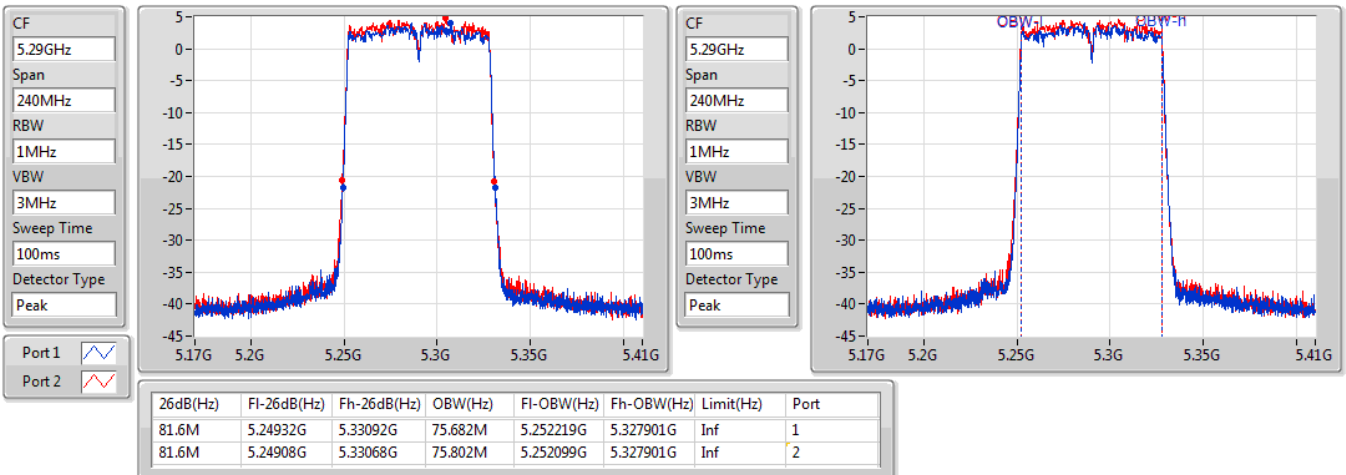 CF
5.29GHz
Span
240MHz
RBW
1MHz
VBW
3MHz
Sweep Time
100ms
Detector Type
Peak
Port 1
Port 2
5
0
-5
-10
-15
-20
-25
-30
-35
-40
-45
5.17G 5.2G 5.25G 5.3G 5.35G 5.41G
CF
5.29GHz
Span
240MHz
RBW
1MHz
VBW
3MHz
Sweep Time
100ms
Detector Type
Peak
5
0
-5
-10
-15
-20
-25
-30
-35
-40
-45
5.17G 5.2G 5.25G 5.3G 5.35G 5.41G
26dB(Hz) Fl-26dB(Hz) Fh-26dB(Hz) OBW(Hz) Fl-OBW(Hz) Fh-OBW(Hz) Limit(Hz) Port
81.6M 5.24932G 5.33092G 75.682M 5.252219G 5.327901G Inf 1
81.6M 5.24908G 5.33068G 75.802M 5.252099G 5.327901G Inf 2